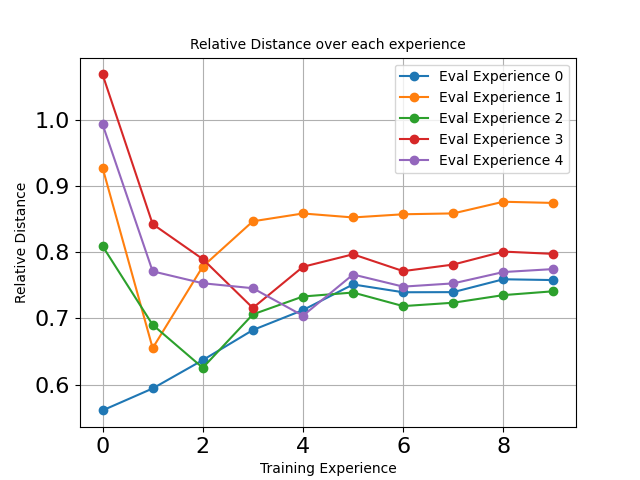 Relative Distance over each experience
Eval Experience 0
Eval Experience 1
Eval Experience 2
Eval Experience 3
Eval Experience 4
Relative Distance
1.0
0.9
0.8
0.7
0.6
0 2 4 6 8
Training Experience